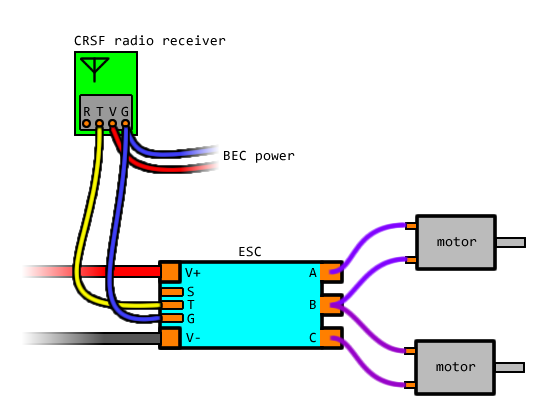 CRSF radio receiver
R T V G
BEC power
ESC
motor
V+ A
S
T B
G
V- C
motor